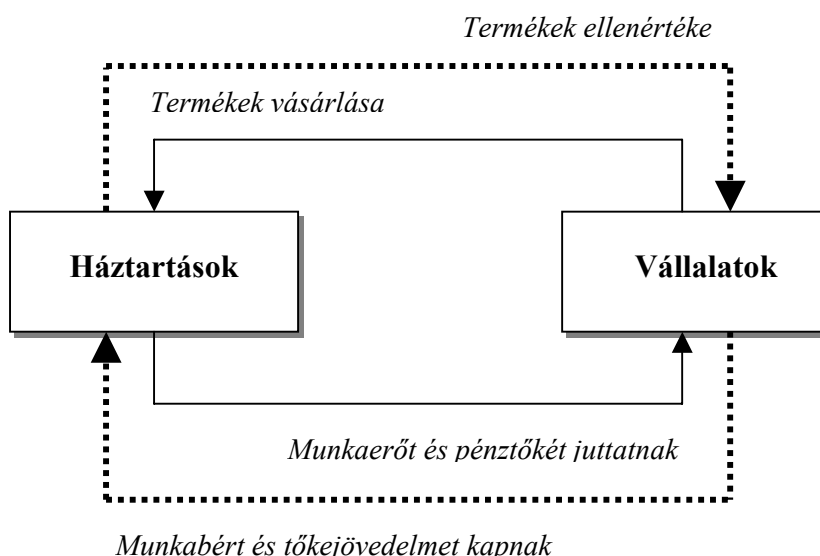 Termékek ellenértéke
Termékek vásárlása
Háztartások
Vállalatok
Munkaerőt és pénztőkét juttatnak
Munkabért és tőkejövedelmet kapnak